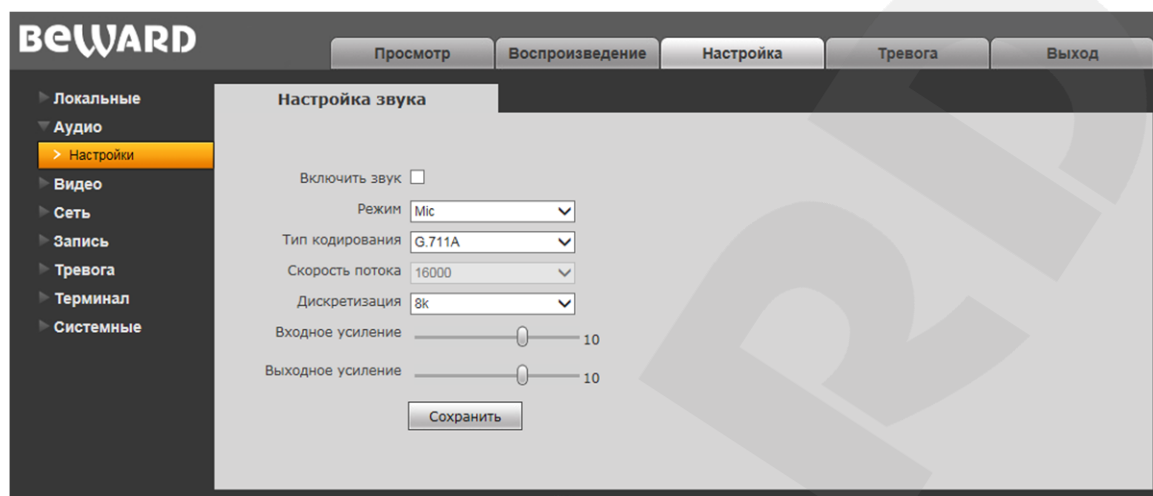 BEWARD
Просмотр Воспроизведение Настройка Тревога Выход
Локальные
Аудио
> Настройки
Видео
Сеть
Запись
Тревога
Терминал
Системные
Настройка звука
Включить звук
Режим Mic
Тип кодирования G.711A
Скорость потока 16000
Дискретизация 8k
Входное усиление 10
Выходное усиление 10
Сохранить
RD